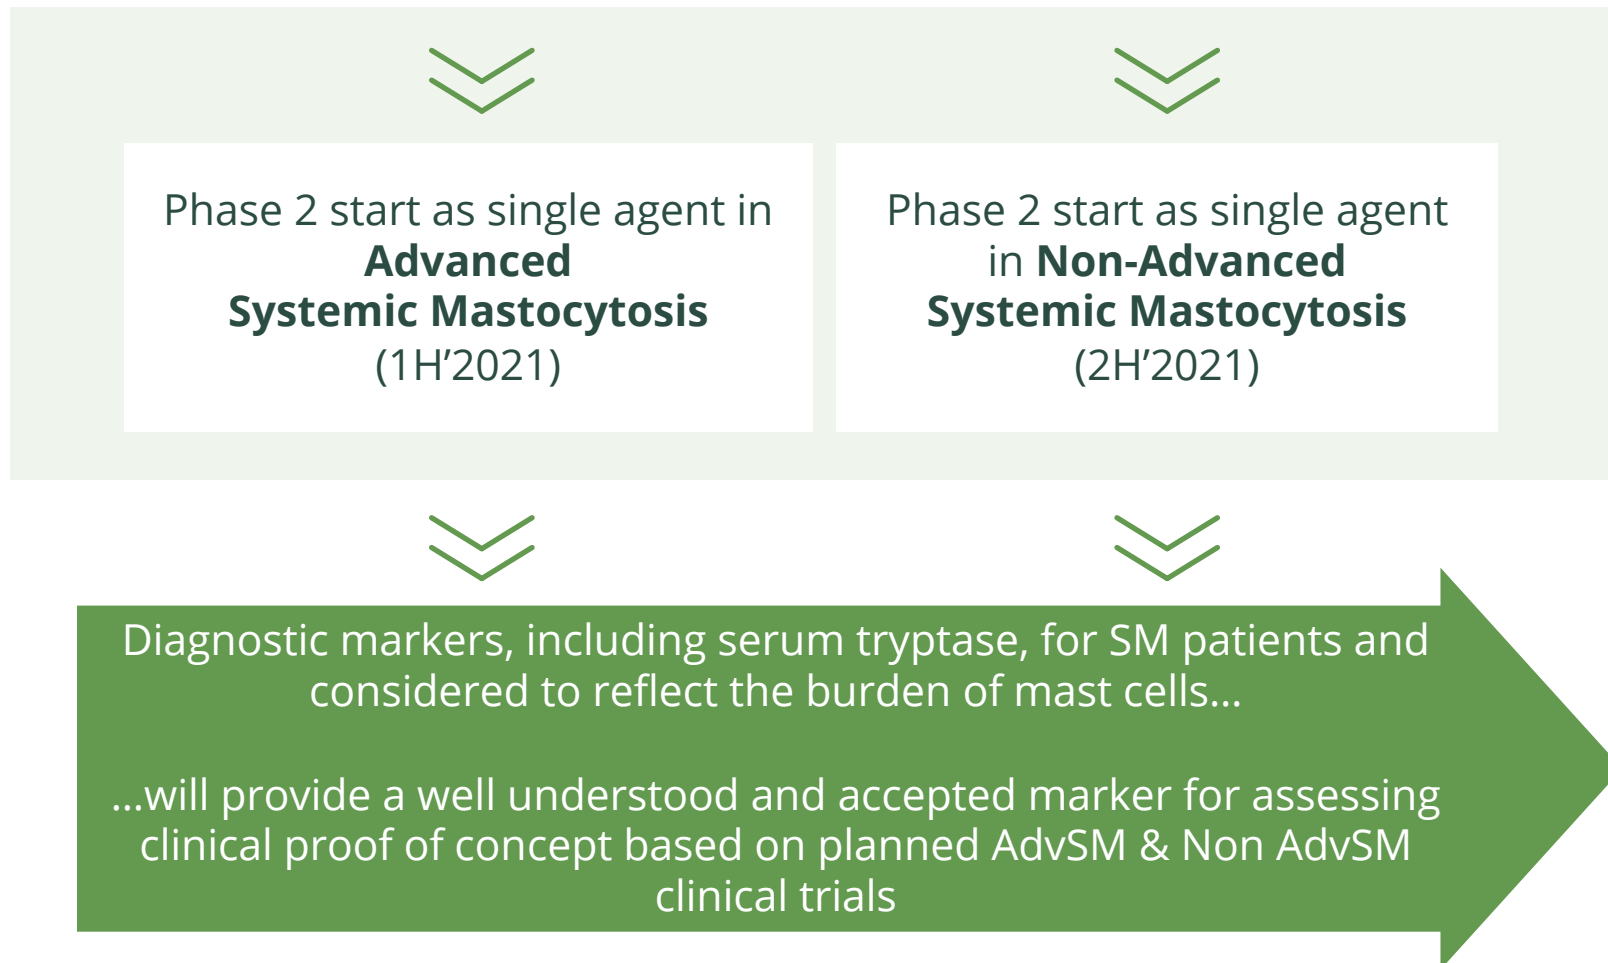 Phase 2 start as single agent in
Advanced
Systemic Mastocytosis
(1H’2021)
Phase 2 start as single agent
in Non-Advanced
Systemic Mastocytosis
(2H’2021)
Diagnostic markers, including serum tryptase, for SM patients and
considered to reflect the burden of mast cells…
…will provide a well understood and accepted marker for assessing
clinical proof of concept based on planned AdvSM & Non AdvSM
clinical trials